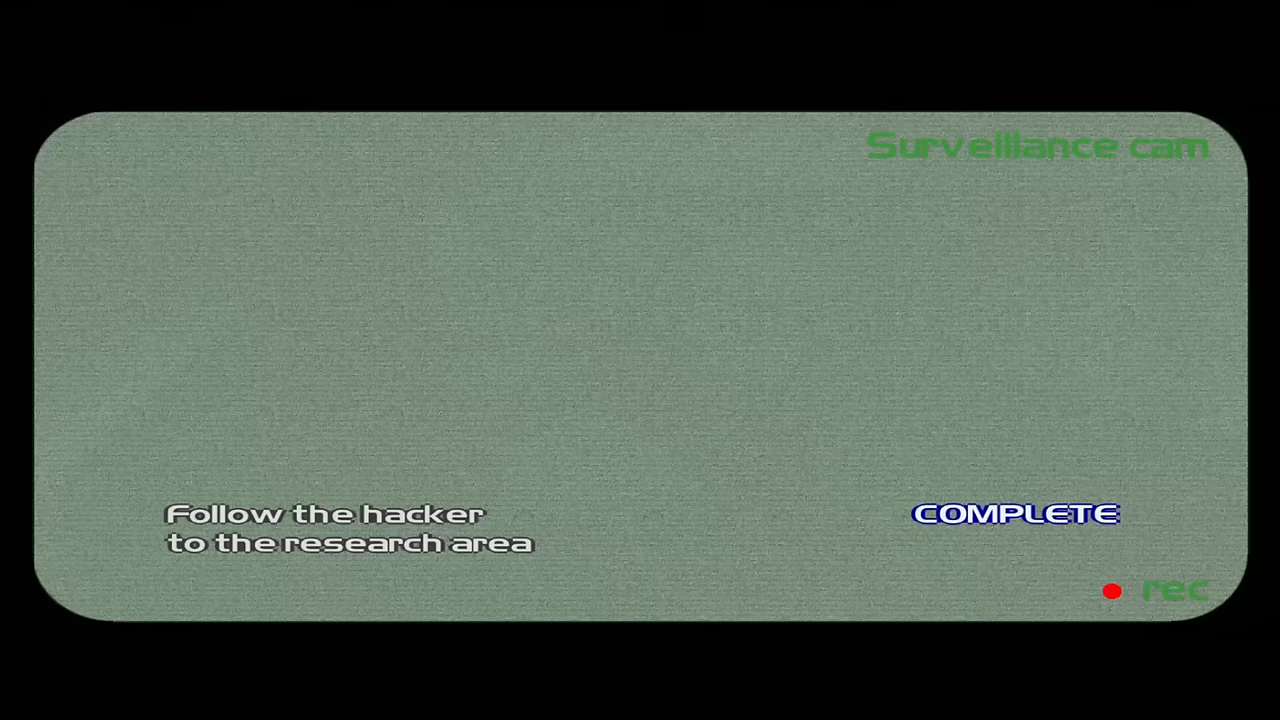 Surveillance cam
Follow the hacker
to the research area
COMPLETE
rec